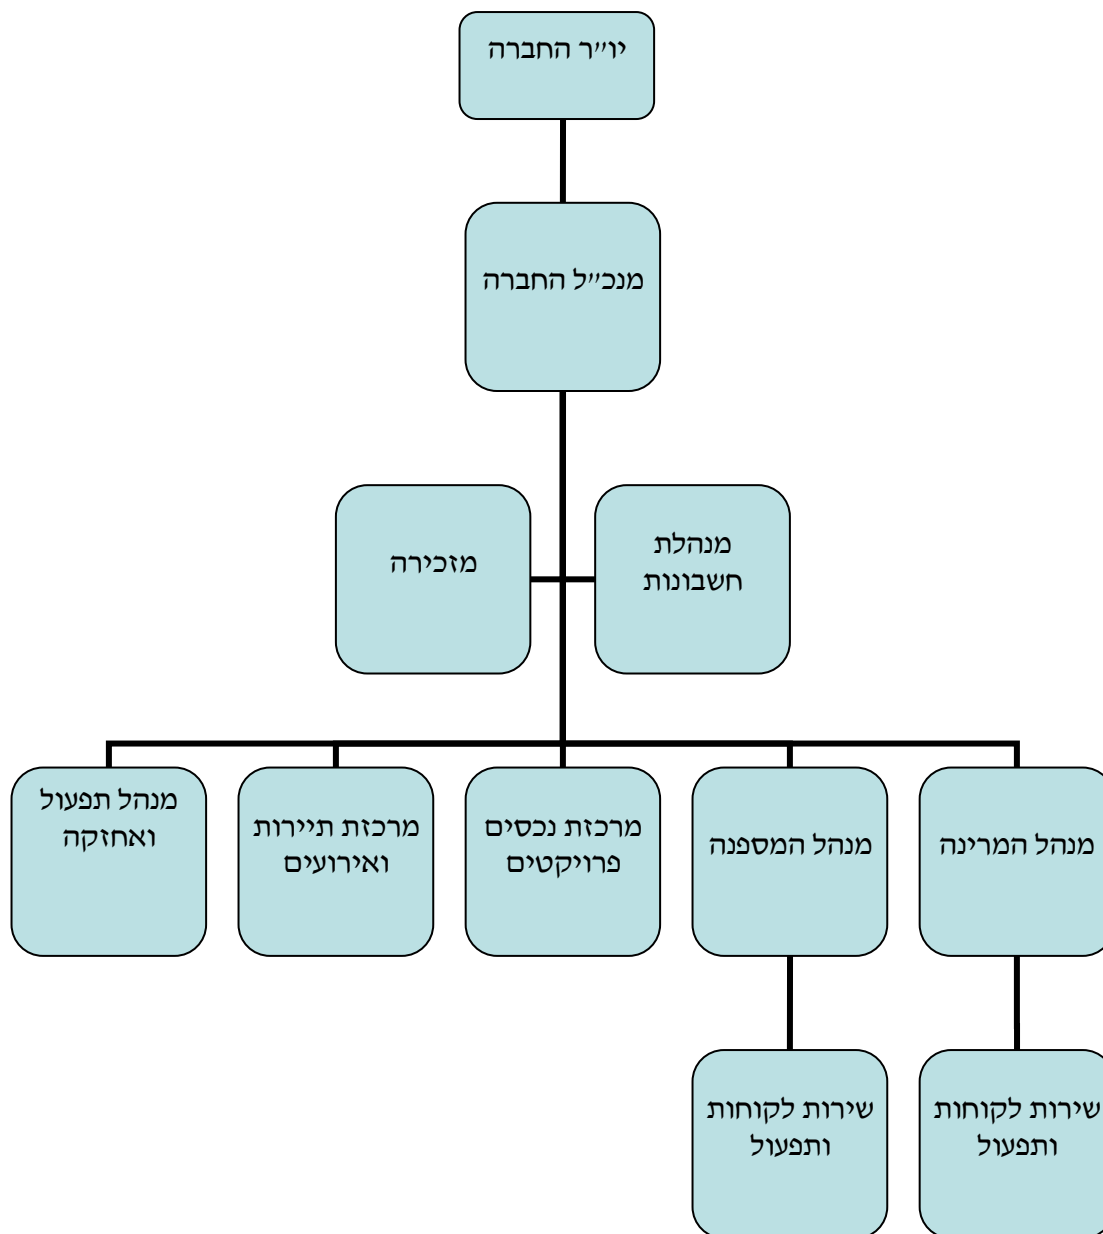 יו״ר החברה
מנכ״ל החברה
מנהלת
חשבונות
מזכירה
מנהל המרינה
מנהל המספנה
מרכזת נכסים
פרויקטים
מרכזת תיירות
ואירועים
מנהל תפעול
ואחזקה
שירות לקוחות
ותפעול
שירות לקוחות
ותפעול